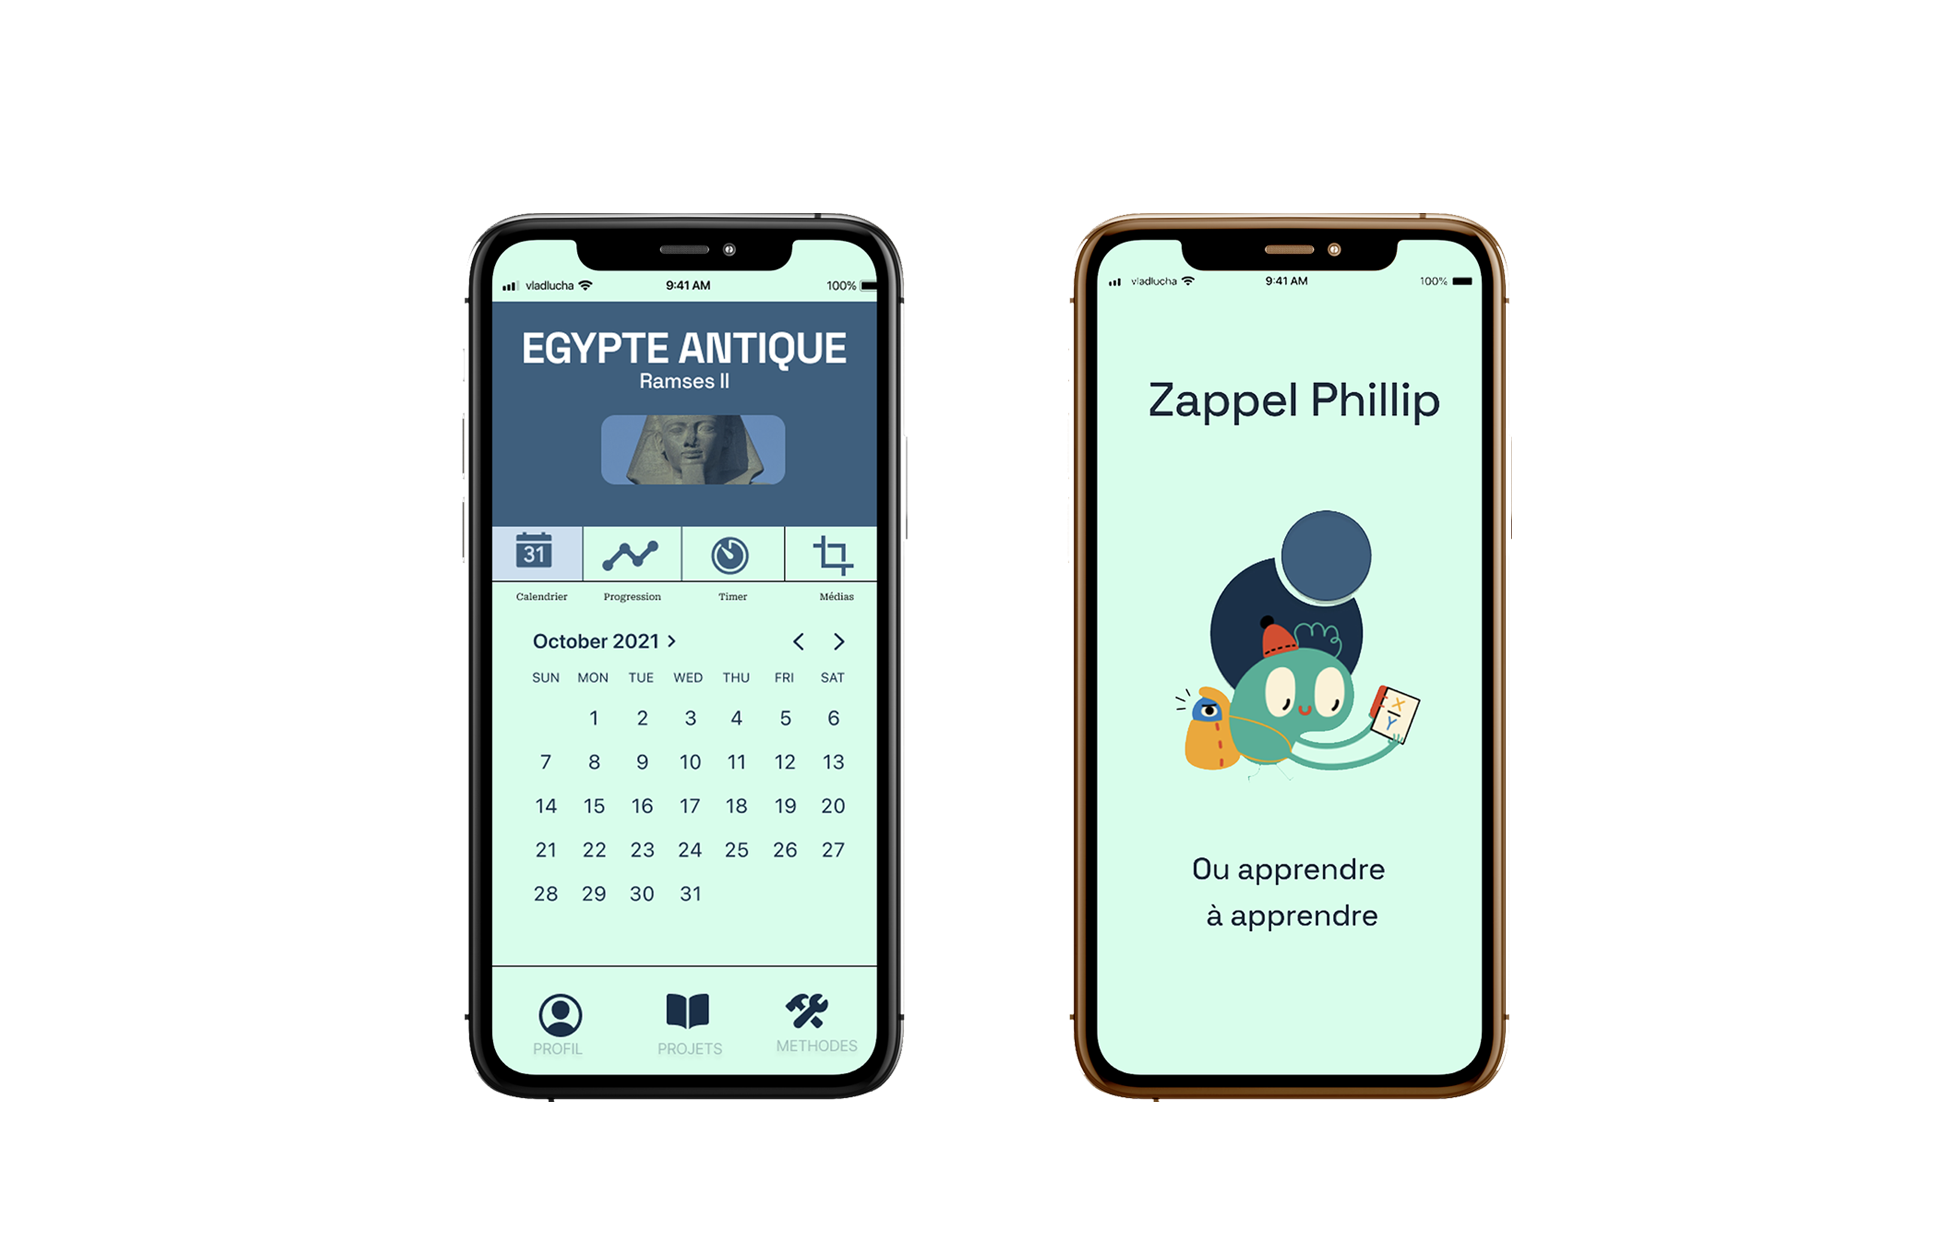 vladlucha 9:41 AM 100%
EGYPTE ANTIQUE
Ramses II
31
Calendrier Progression Timer Médias
October 2021
SUN MON TUE WED THU FRI SAT
1 2 3 4 5 6
7 8 9 10 11 12 13
14 15 16 17 18 19 20
21 22 23 24 25 26 27
28 29 30 31
PROFIL PROJETS METHODES
vladlucha 9:41 AM 100%
Zappel Phillip
X
Y
Ou apprendre
à apprendre